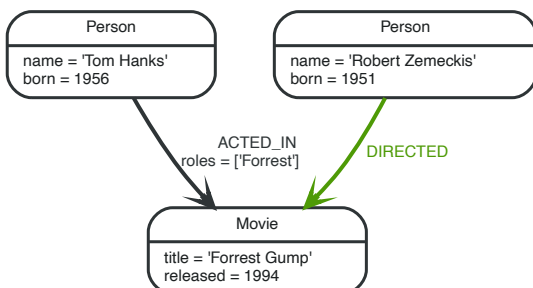 Person
name = 'Tom Hanks'
born = 1956
Person
name = 'Robert Zemeckis'
born = 1951
ACTED_IN
roles = ['Forrest']
DIRECTED
Movie
title = 'Forrest Gump'
released = 1994